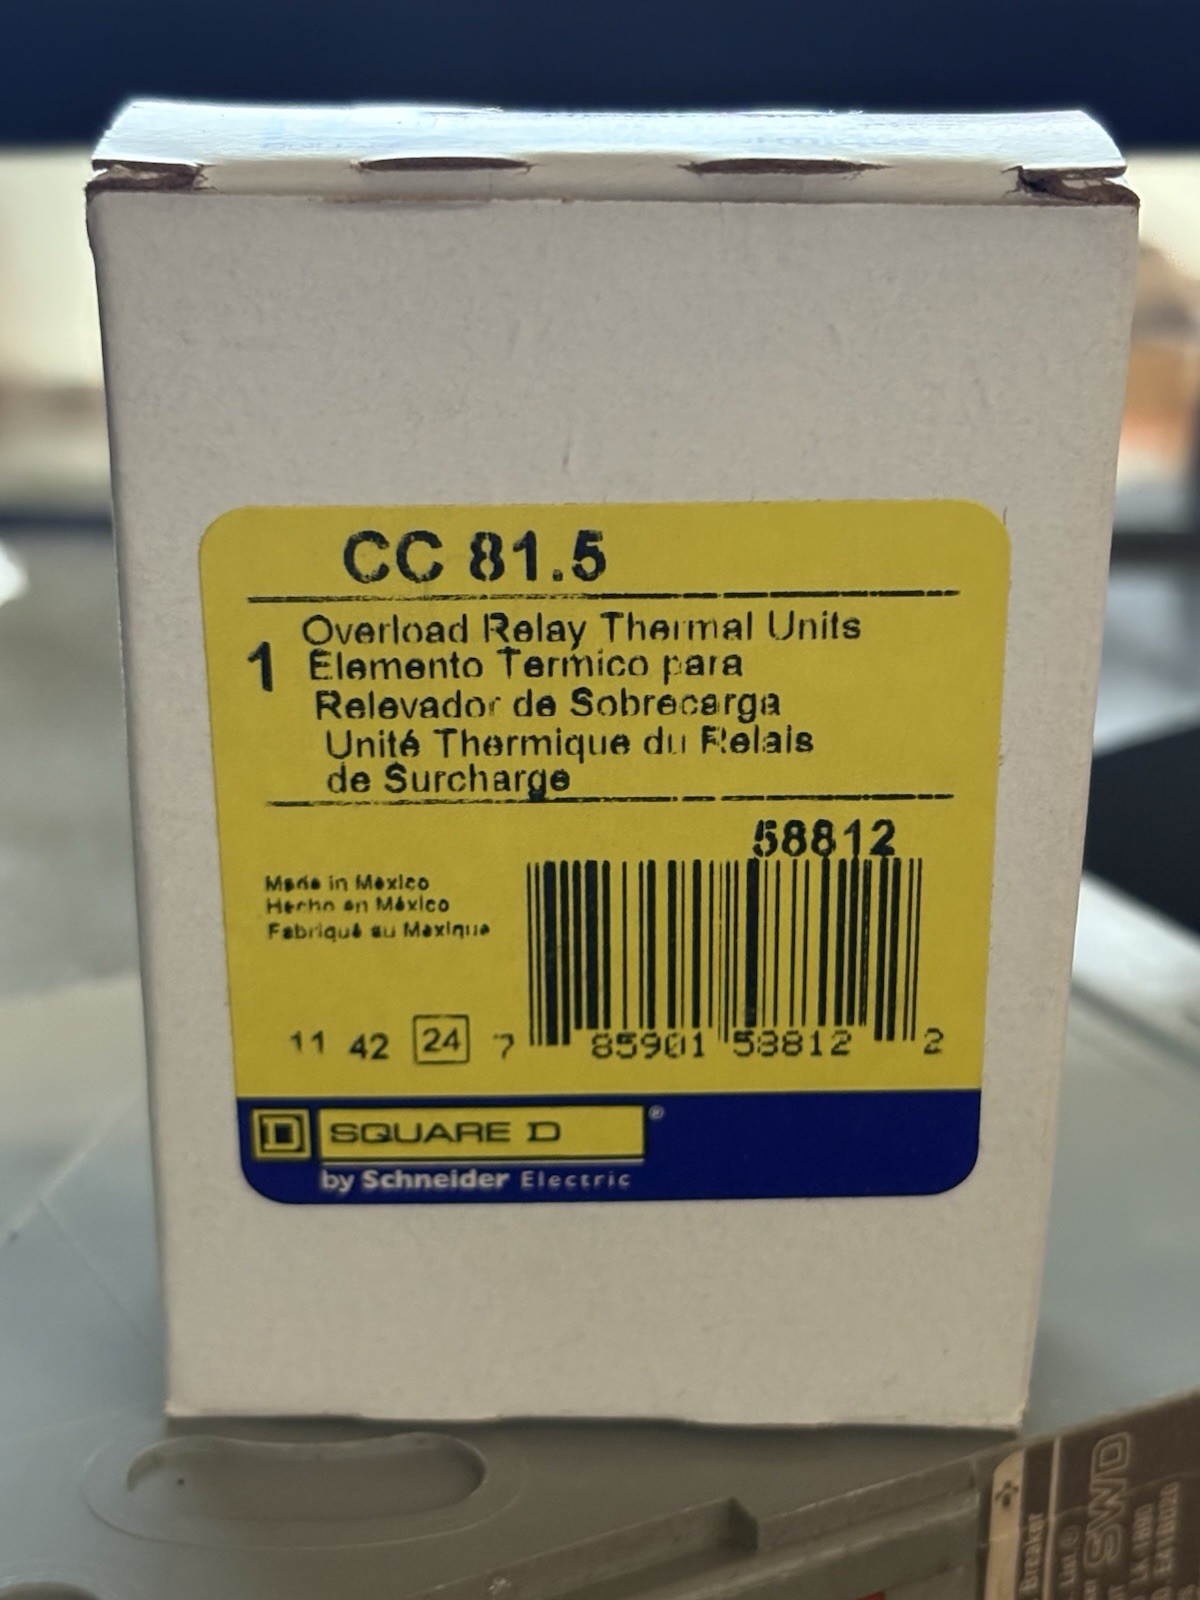 CC 81.5
1
Overload Relay Thermal Units
Elemento Termico para
Relevador de Sobrecarga
Unité Thermique du Relais
de Surcharge
58812
Made in Mexico
Hecho en México
Fabriqué au Mexique
11 42 24 7 85901 58812 2
D SQUARE D ®
by Schneider Electric
Breaker
SWD